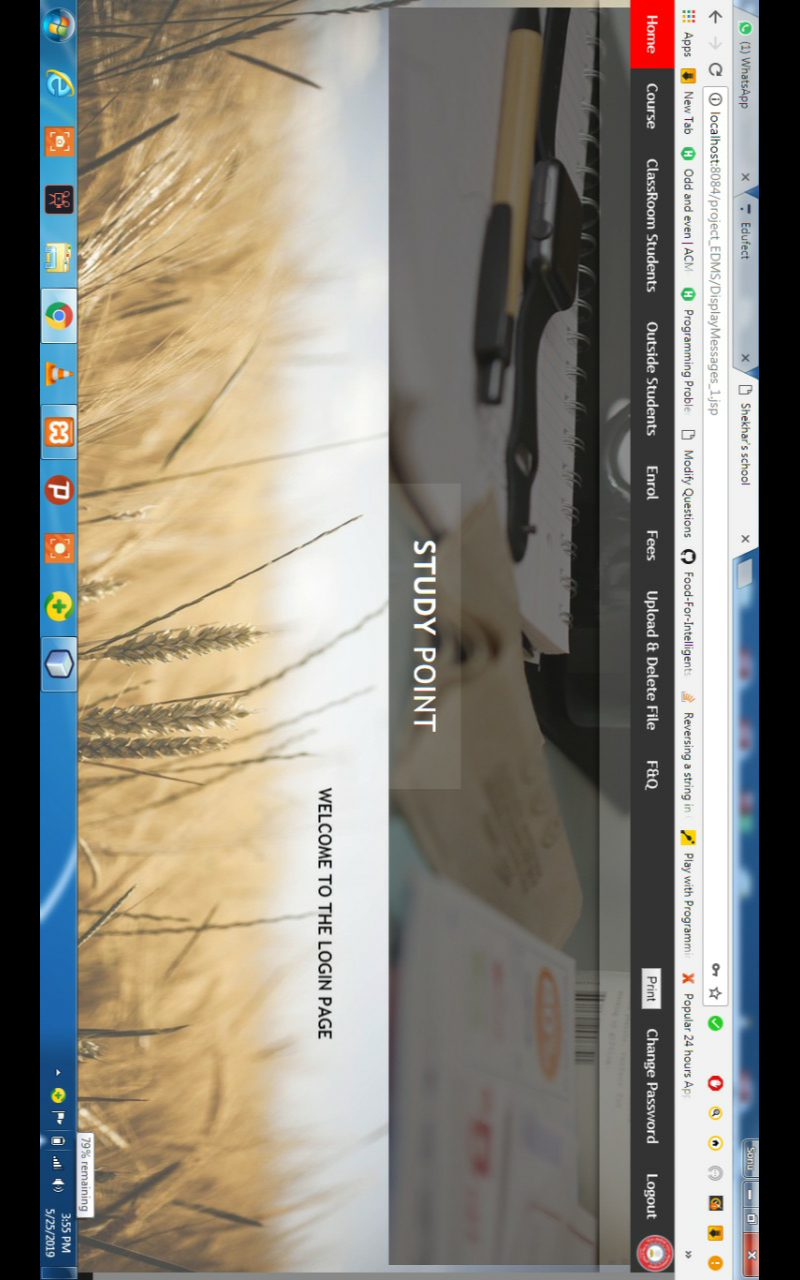 (1) WhatsApp
Edufect
Shekhar's school
Sonu
localhost:8084/project_EDMS/DisplayMessages_1.jsp
Apps New Tab Odd and even | ACM Programming Proble Modify Questions Food-For-Intelligents Reversing a string in Play with Programmi Popular 24 hours Ap »
Home Course ClassRoom Students Outside Students Enrol Fees Upload & Delete File F&Q Print Change Password Logout
STUDY POINT
WELCOME TO THE LOGIN PAGE
79% remaining
3:55 PM
5/25/2019